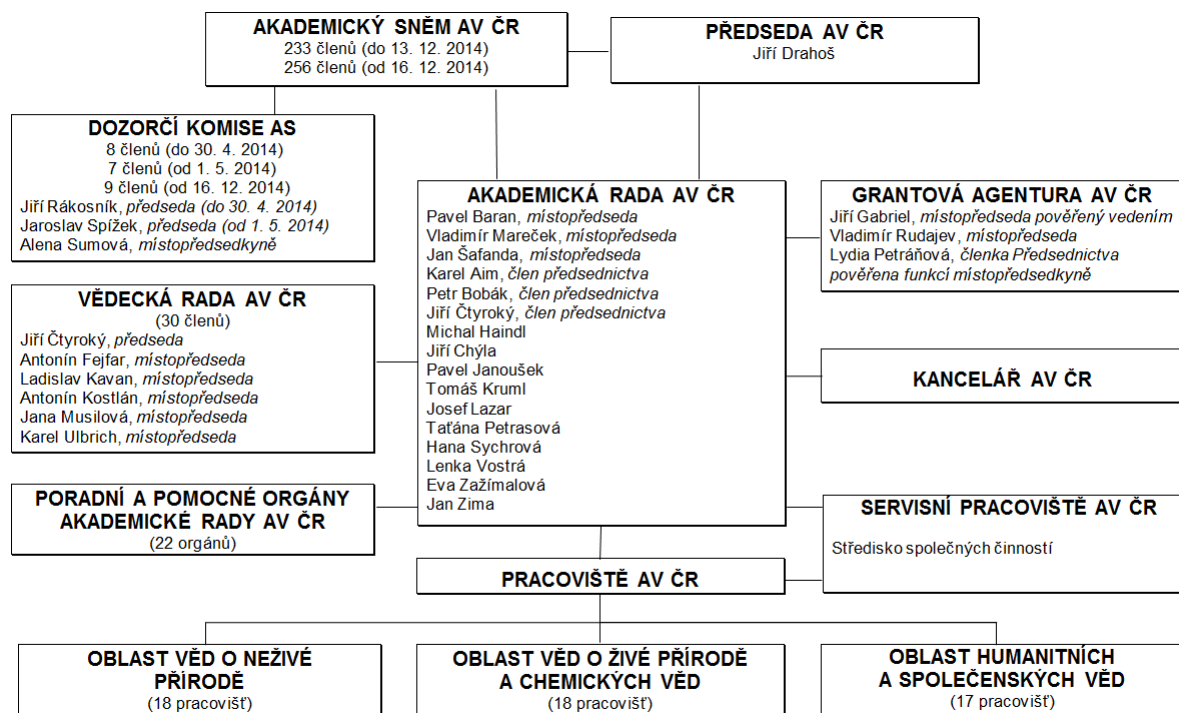 AKADEMICKÝ SNĚM AV ČR
233 členů (do 13. 12. 2014)
256 členů (od 16. 12. 2014)
PŘEDSEDA AV ČR
Jiří Drahoš
DOZORČÍ KOMISE AS
8 členů (do 30. 4. 2014)
7 členů (od 1. 5. 2014)
9 členů (od 16. 12. 2014)
Jiří Rákosník, předseda (do 30. 4. 2014)
Jaroslav Spížek, předseda (od 1. 5. 2014)
Alena Sumová, místopředsedkyně
AKADEMICKÁ RADA AV ČR
Pavel Baran, místopředseda
Vladimír Mareček, místopředseda
Jan Šafanda, místopředseda
Karel Aim, člen předsednictva
Petr Bobák, člen předsednictva
Jiří Čtyroký, člen předsednictva
Michal Haindl
Jiří Chýla
Pavel Janoušek
Tomáš Kruml
Josef Lazar
Taťána Petrasová
Hana Sychrová
Lenka Vostrá
Eva Zažímalová
Jan Zima
GRANTOVÁ AGENTURA AV ČR
Jiří Gabriel, místopředseda pověřený vedením
Vladimír Rudajev, místopředseda
Lydia Petráňová, členka Předsednictva
pověřena funkcí místopředsedkyně
VĚDECKÁ RADA AV ČR
(30 členů)
Jiří Čtyroký, předseda
Antonín Fejfar, místopředseda
Ladislav Kavan, místopředseda
Antonín Kostlán, místopředseda
Jana Musilová, místopředseda
Karel Ulbrich, místopředseda
KANCELÁŘ AV ČR
PORADNÍ A POMOCNÉ ORGÁNY
AKADEMICKÉ RADY AV ČR
(22 orgánů)
SERVISNÍ PRACOVIŠTĚ AV ČR
Středisko společných činností
PRACOVIŠTĚ AV ČR
OBLAST VĚD O NEŽIVÉ
PŘÍRODĚ
(18 pracovišť)
OBLAST VĚD O ŽIVÉ PŘÍRODĚ
A CHEMICKÝCH VĚD
(18 pracovišť)
OBLAST HUMANITNÍCH
A SPOLEČENSKÝCH VĚD
(17 pracovišť)